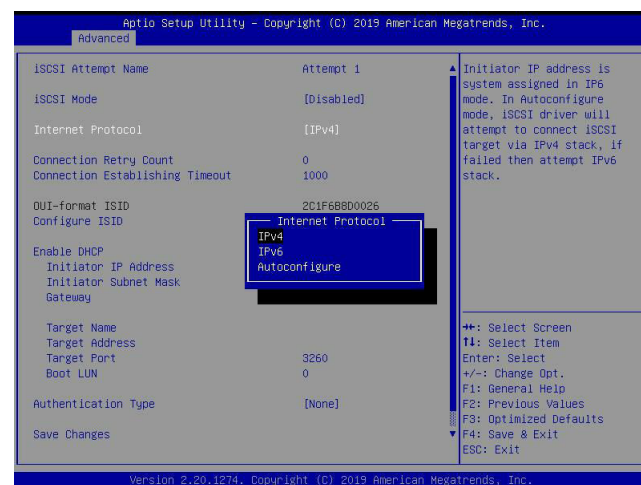 Aptio Setup Utility – Copyright (C) 2019 American Megatrends, Inc.
Advanced
iSCSI Attempt Name Attempt 1
iSCSI Mode [Disabled]
Internet Protocol [IPv4]
Connection Retry Count 0
Connection Establishing Timeout 1000
OUI-format ISID 2C1F6B8D0026
Configure ISID
Internet Protocol
IPv4
IPv6
Autoconfigure
Enable DHCP
Initiator IP Address
Initiator Subnet Mask
Gateway
Target Name
Target Address
Target Port 3260
Boot LUN 0
Authentication Type [None]
Save Changes
Initiator IP address is
system assigned in IP6
mode. In Autoconfigure
mode, iSCSI driver will
attempt to connect iSCSI
target via IPv4 stack, if
failed then attempt IPv6
stack.
→←: Select Screen
↑↓: Select Item
Enter: Select
+/-: Change Opt.
F1: General Help
F2: Previous Values
F3: Optimized Defaults
F4: Save & Exit
ESC: Exit
Version 2.20.1274. Copyright (C) 2019 American Megatrends, Inc.